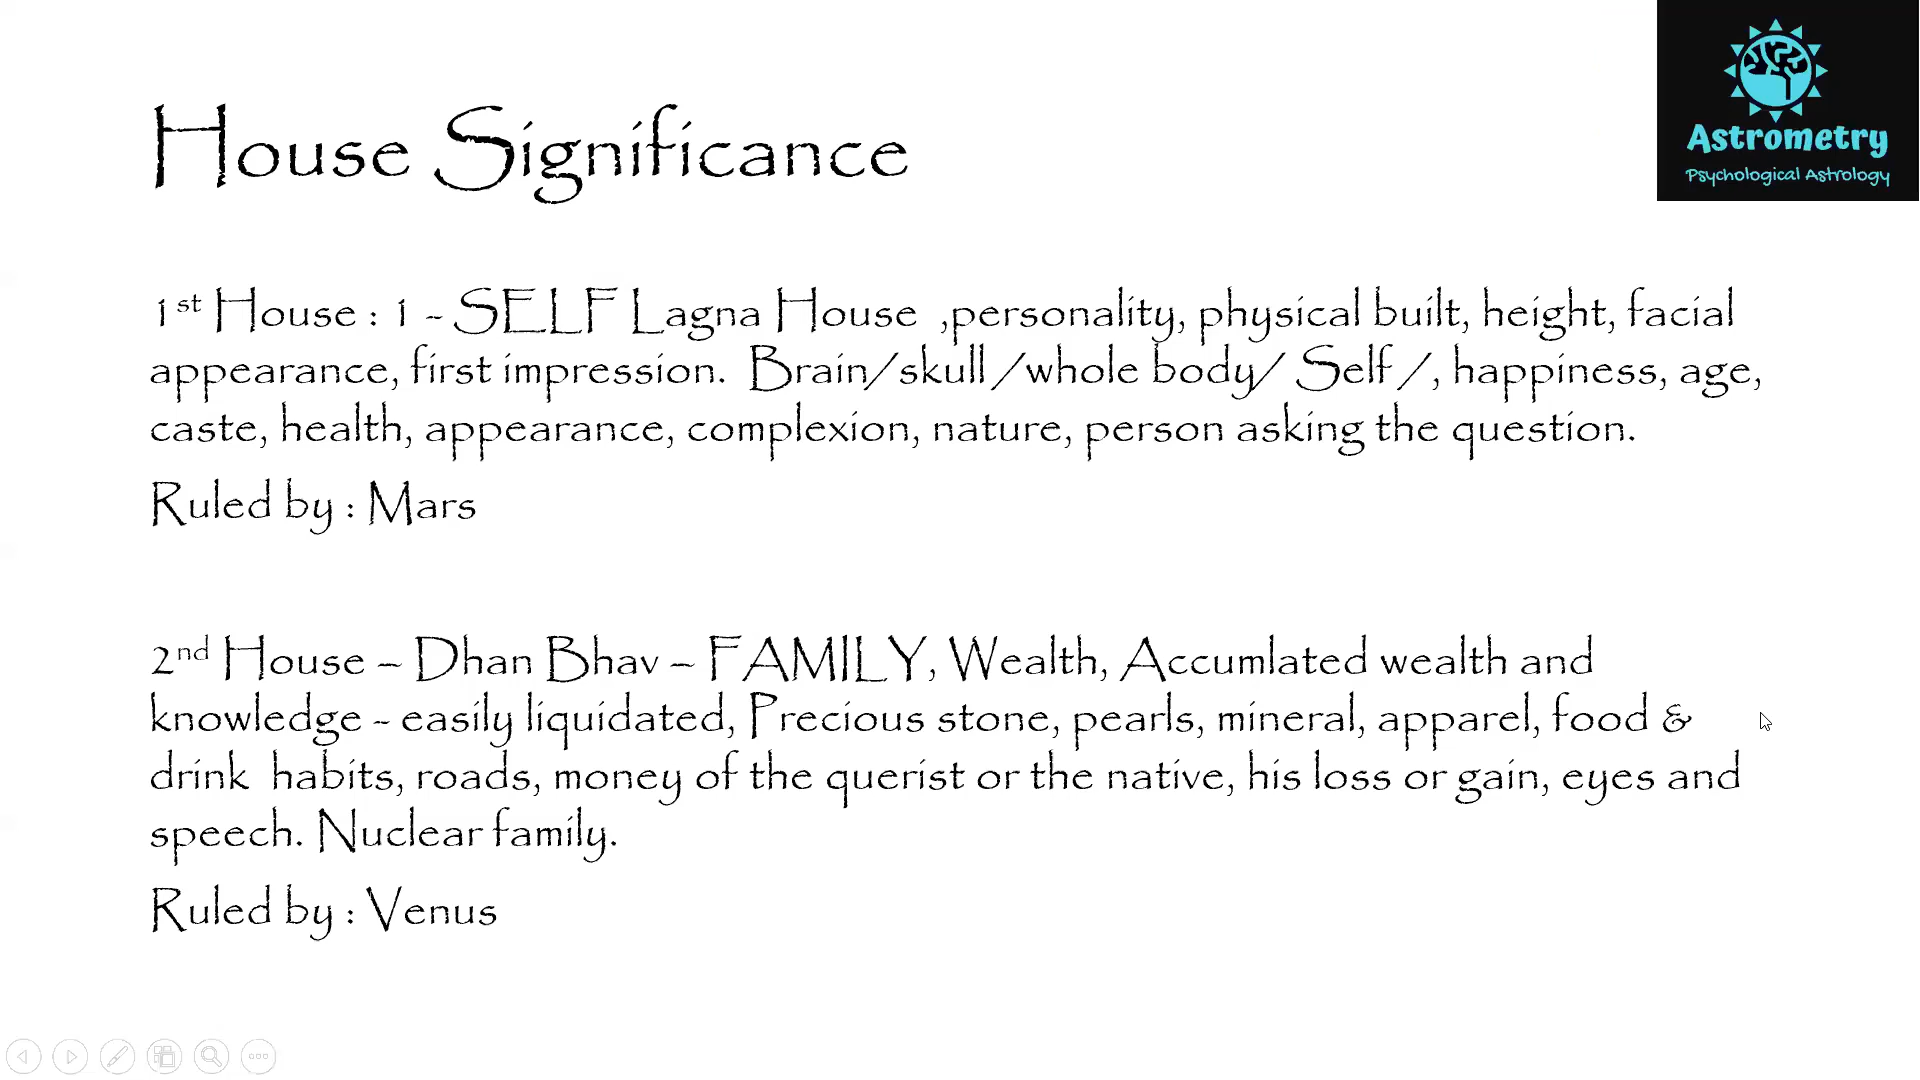 House Significance
Astrometry
Psychological Astrology
1st House : 1 - SELF Lagna House ,personality, physical built, height, facial
appearance, first impression. Brain/skull/whole body/ Self/, happiness, age,
caste, health, appearance, complexion, nature, person asking the question.
Ruled by : Mars
2nd House – Dhan Bhav – FAMILY, Wealth, Accumlated wealth and
knowledge - easily liquidated, Precious stone, pearls, mineral, apparel, food &
drink habits, roads, money of the querist or the native, his loss or gain, eyes and
speech. Nuclear family.
Ruled by : Venus